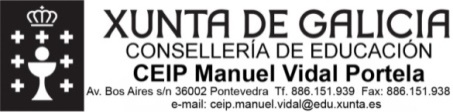 XUNTA DE GALICIA
CONSELLERÍA DE EDUCACIÓN
CEIP Manuel Vidal Portela
Av. Bos Aires s/n 36002 Pontevedra Tf. 886.151.939 Fax: 886.151.938
e-mail: ceip.manuel.vidal@edu.xunta.es